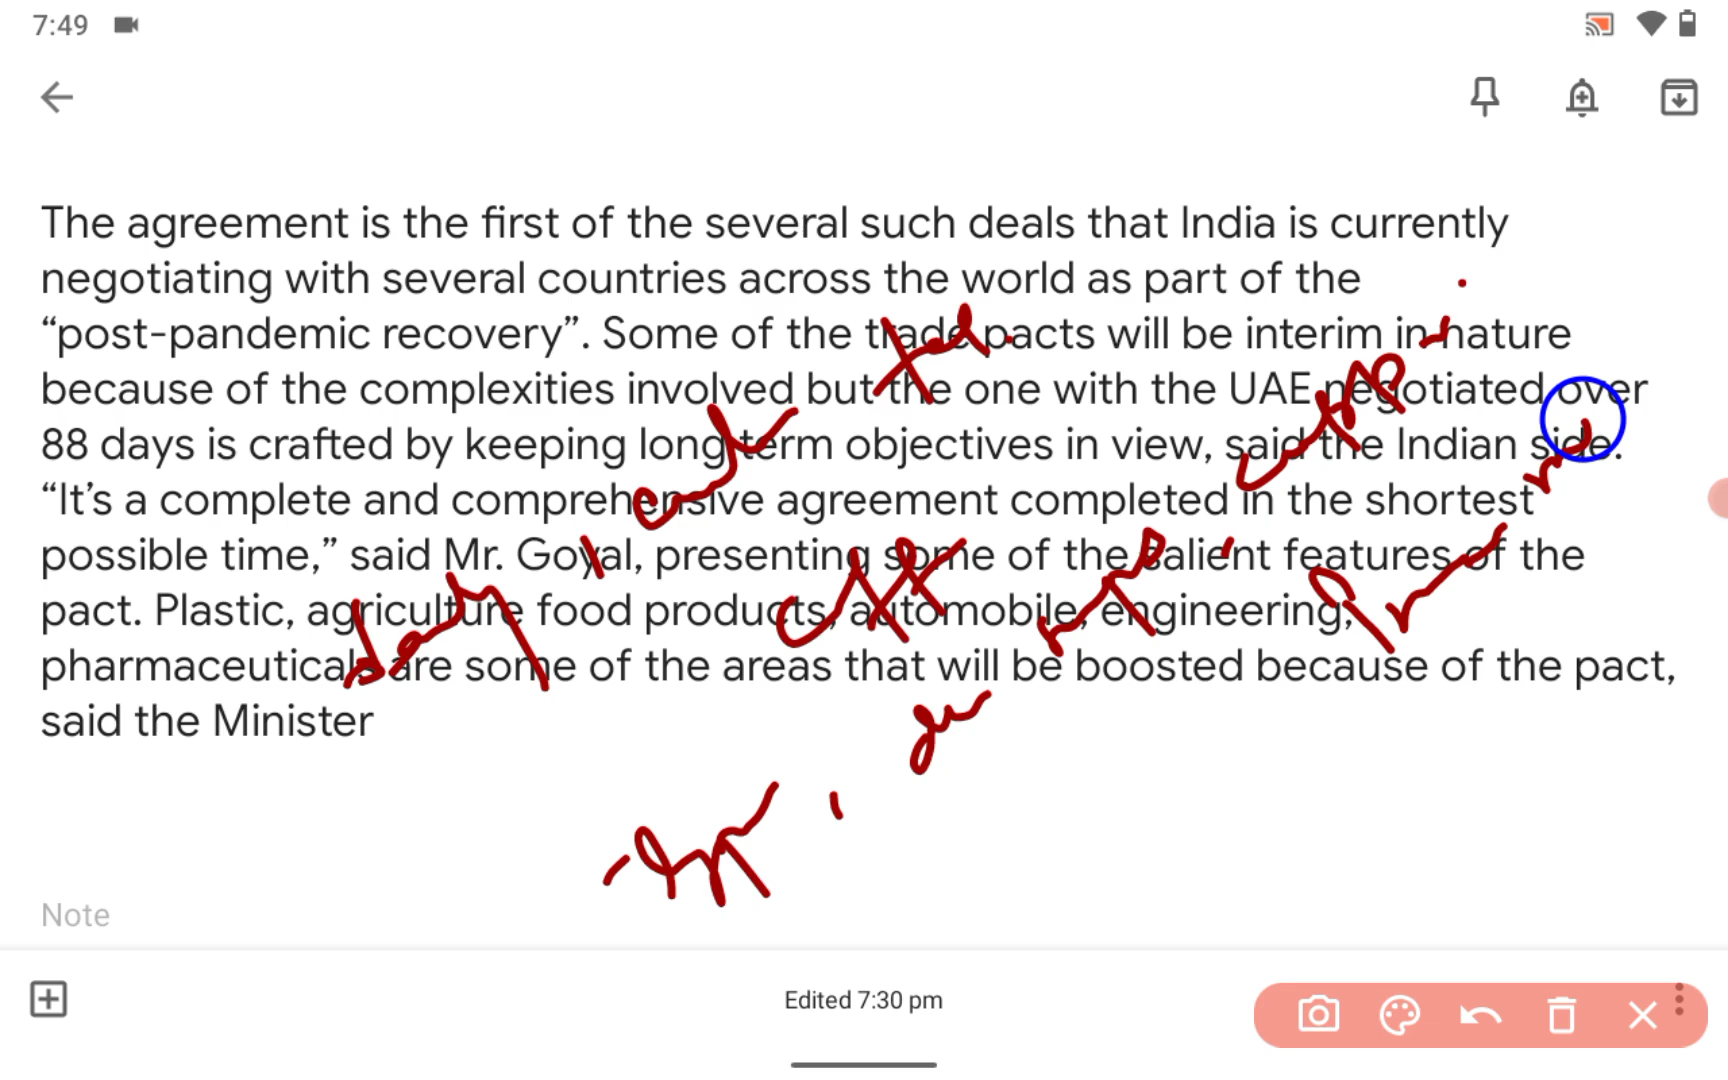 7:49
The agreement is the first of the several such deals that India is currently
negotiating with several countries across the world as part of the
“post-pandemic recovery”. Some of the trade pacts will be interim in nature
because of the complexities involved but the one with the UAE negotiated over
88 days is crafted by keeping long term objectives in view, said the Indian side.
“It’s a complete and comprehensive agreement completed in the shortest
possible time,” said Mr. Goyal, presenting some of the salient features of the
pact. Plastic, agriculture food products, automobile, engineering,
pharmaceuticals are some of the areas that will be boosted because of the pact,
said the Minister
Note
Edited 7:30 pm